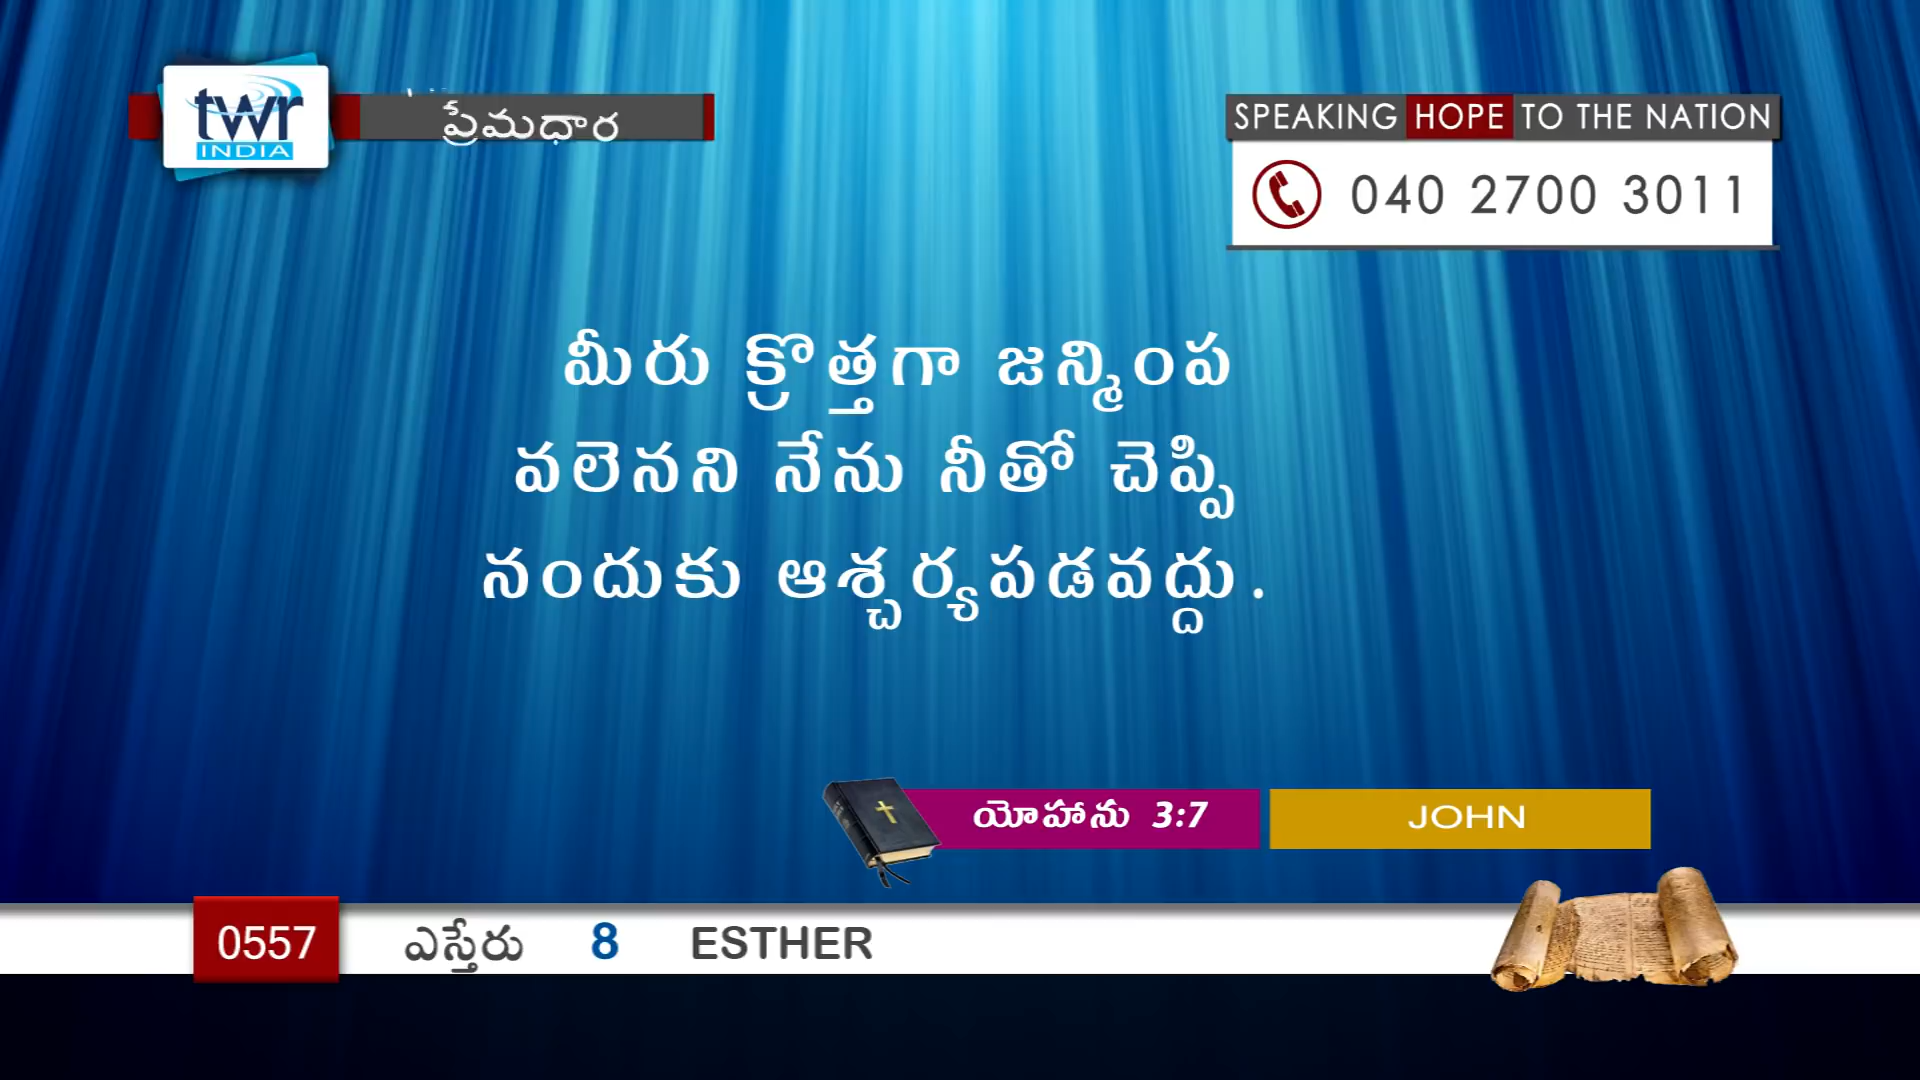 twr
INDIA
ప్రేమధార
SPEAKING HOPE TO THE NATION
040 2700 3011
మీరు క్రొత్తగా జన్మింప
వలెనని నేను నీతో చెప్పి
నందుకు ఆశ్చర్యపడవద్దు.
యోహాను 3:7
JOHN
0557 ఎస్తేరు 8 ESTHER